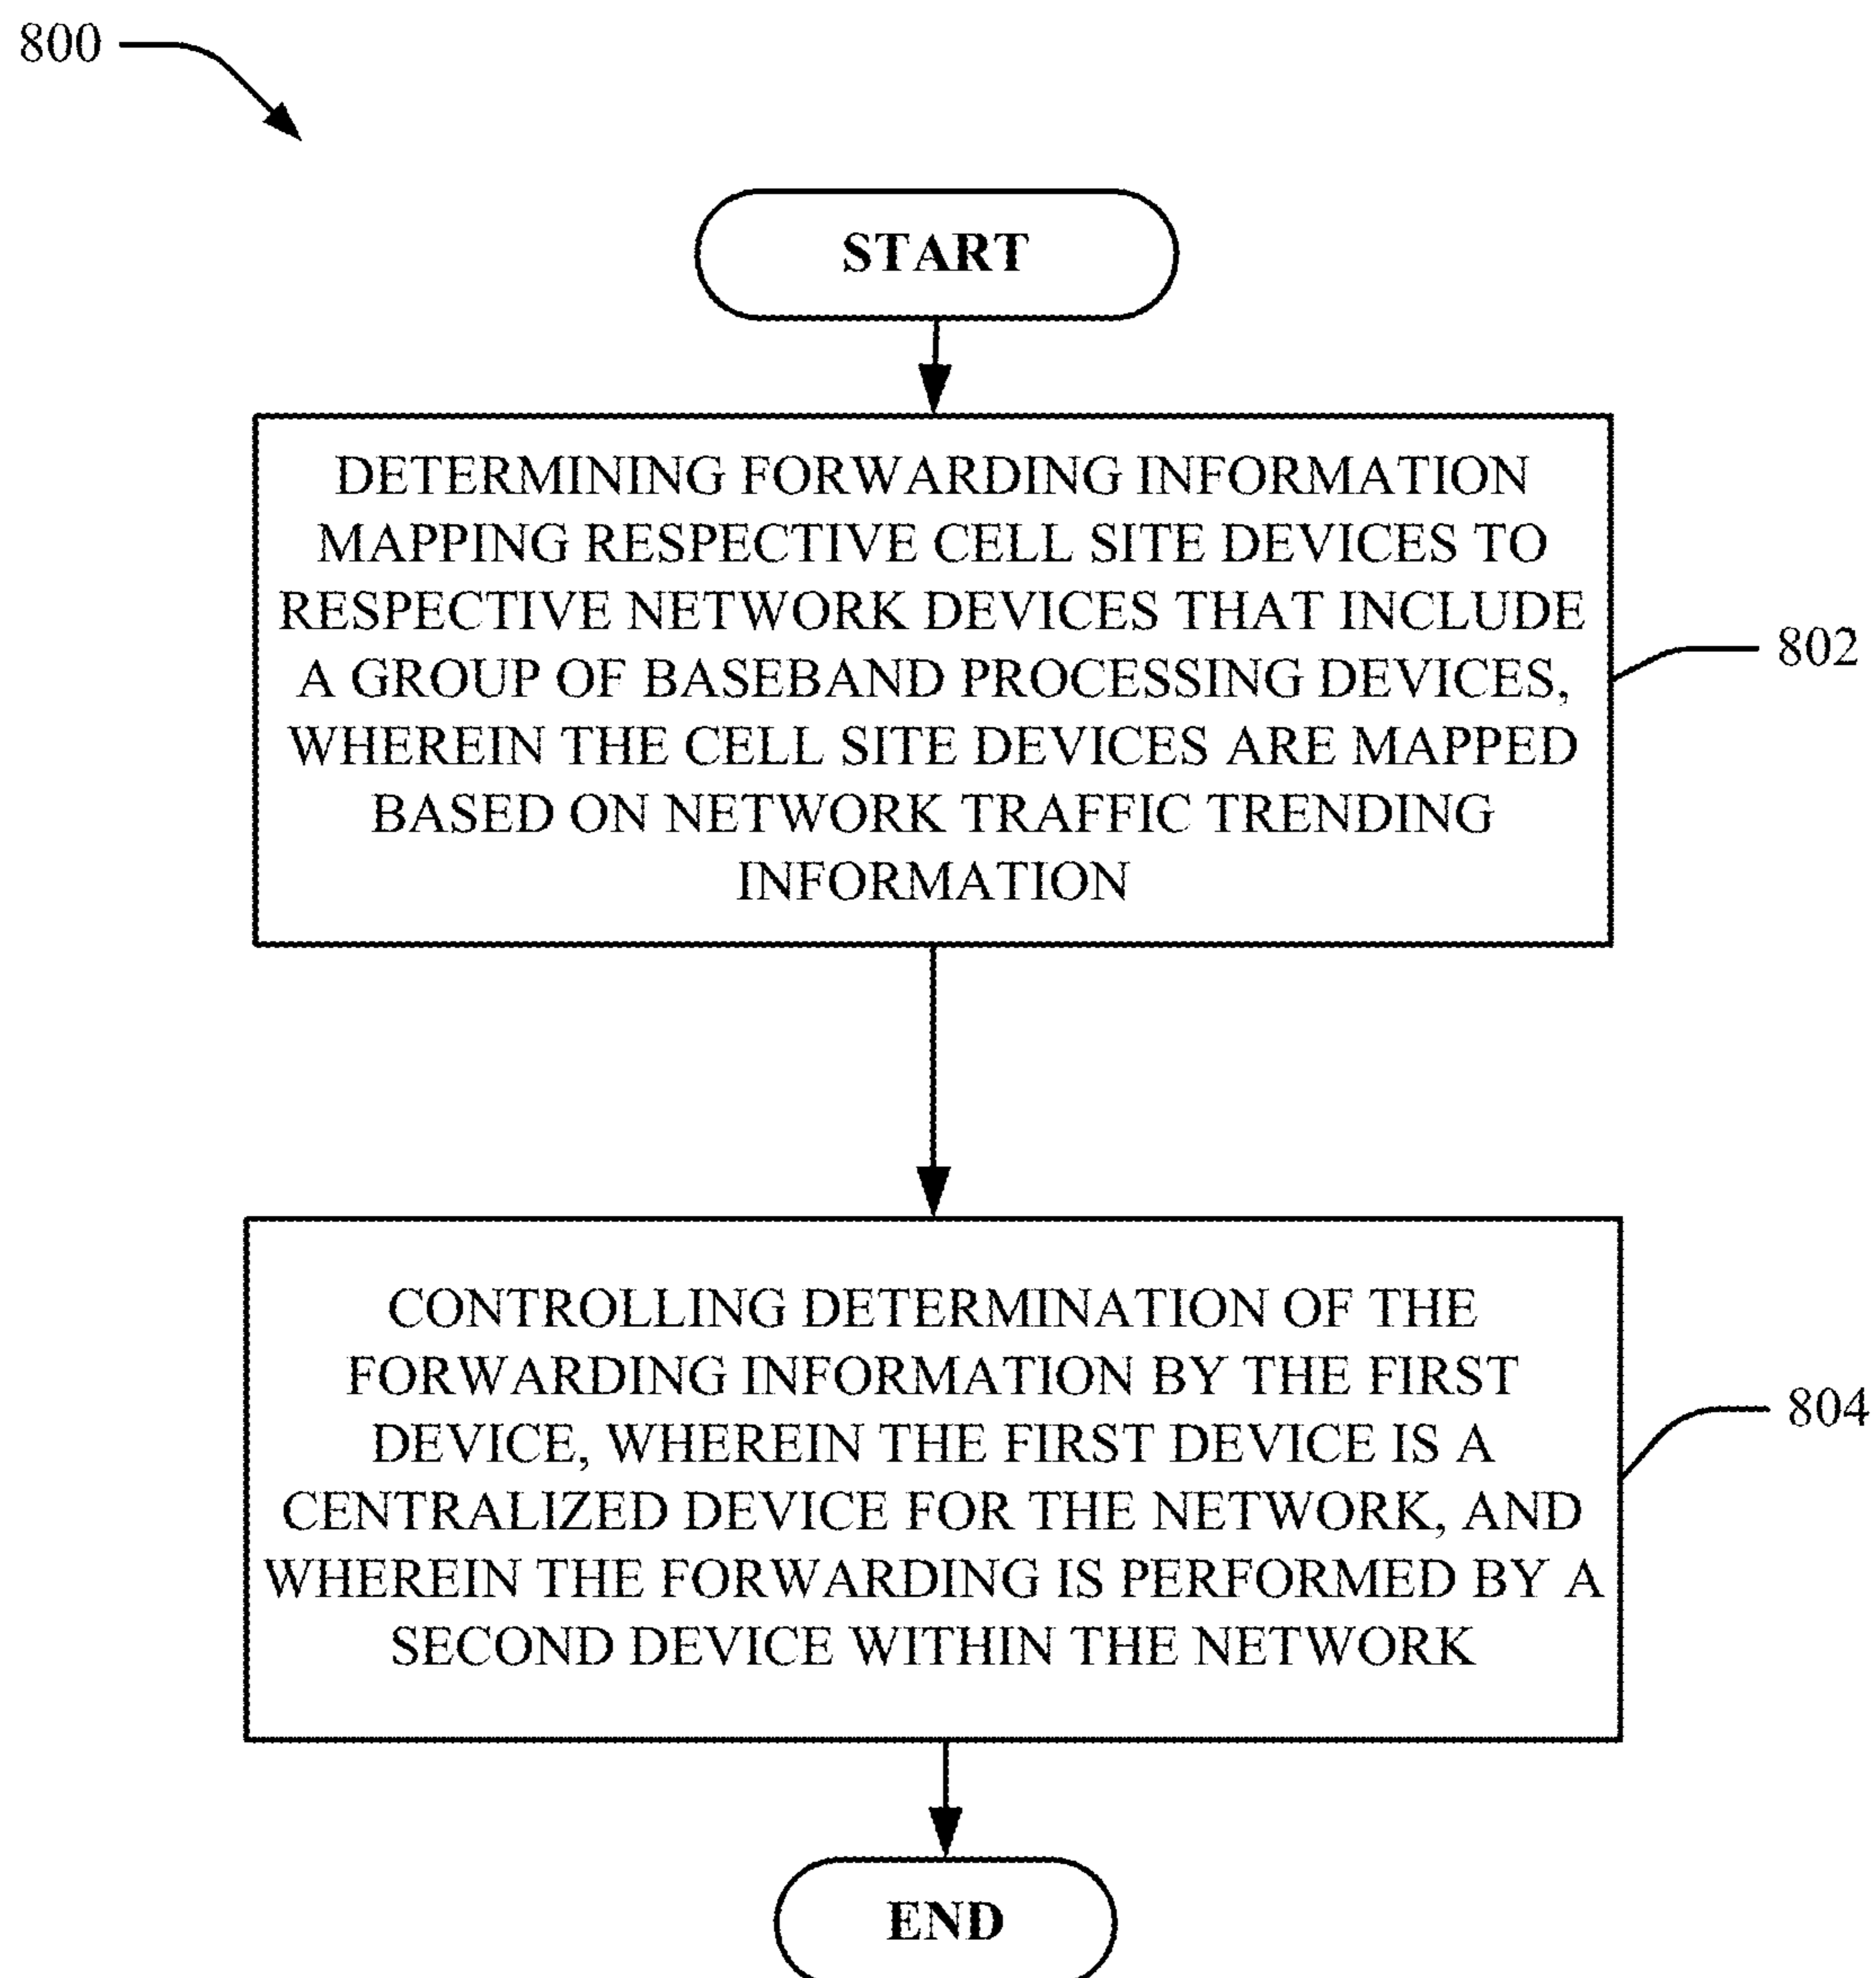 800
START
DETERMINING FORWARDING INFORMATION
MAPPING RESPECTIVE CELL SITE DEVICES TO
RESPECTIVE NETWORK DEVICES THAT INCLUDE
A GROUP OF BASEBAND PROCESSING DEVICES,
WHEREIN THE CELL SITE DEVICES ARE MAPPED
BASED ON NETWORK TRAFFIC TRENDING
INFORMATION
802
CONTROLLING DETERMINATION OF THE
FORWARDING INFORMATION BY THE FIRST
DEVICE, WHEREIN THE FIRST DEVICE IS A
CENTRALIZED DEVICE FOR THE NETWORK, AND
WHEREIN THE FORWARDING IS PERFORMED BY A
SECOND DEVICE WITHIN THE NETWORK
804
END